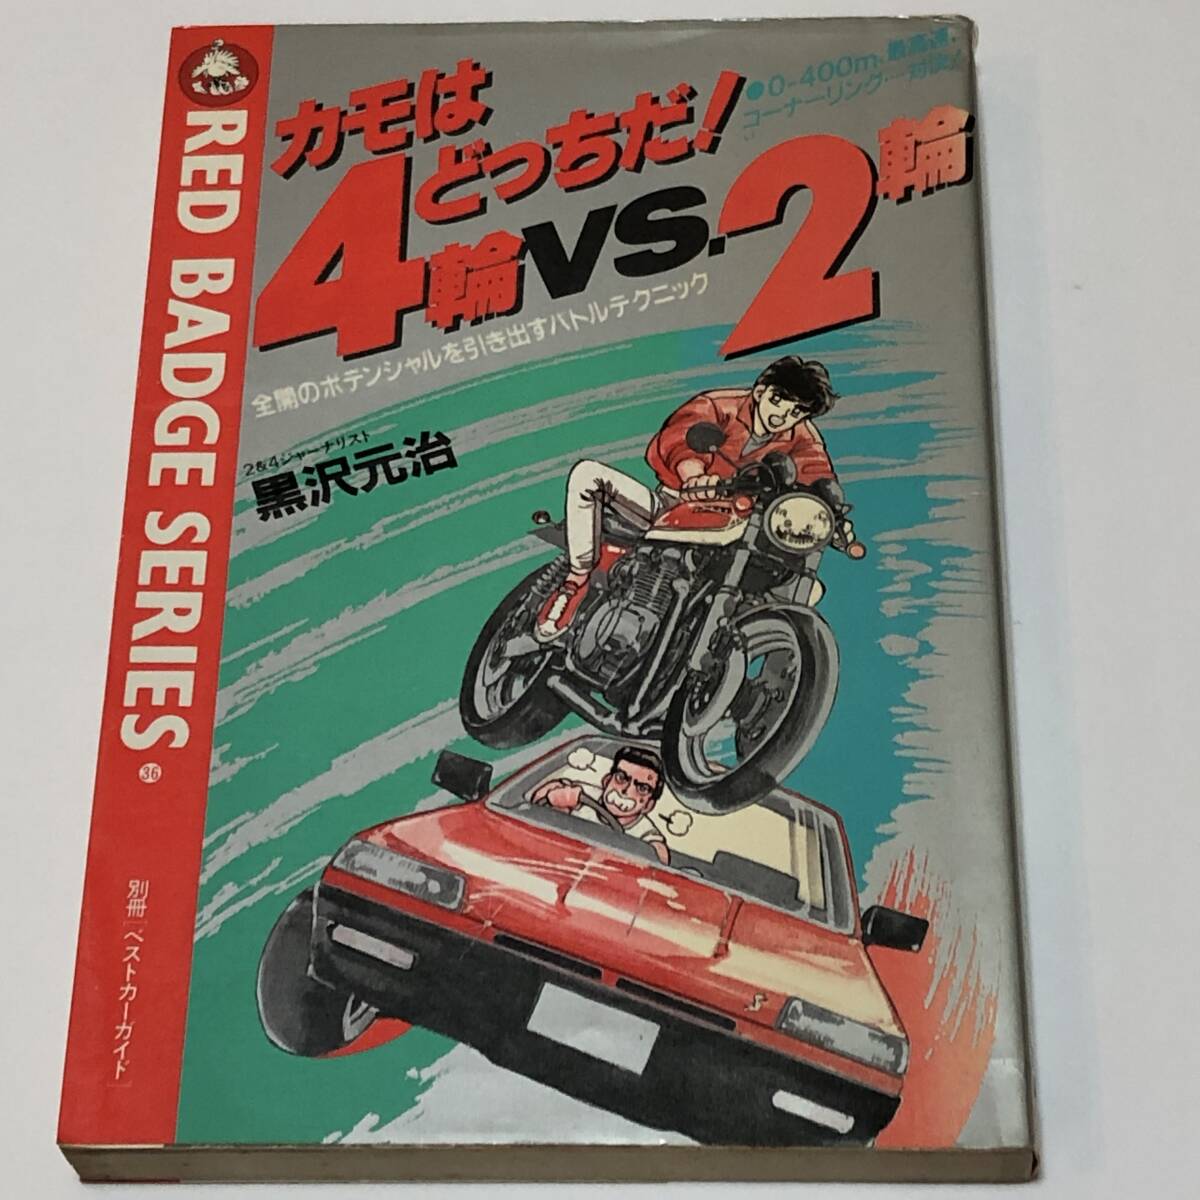 RED BADGE SERIES 36
別冊[ベストカーガイド]
●0-400m、最高速、
コーナーリング…対決!
カモは
どっちだ!
4輪VS.2輪
全開のポテンシャルを引き出すバトルテクニック
2&4ジャーナリスト
黒沢元治
S